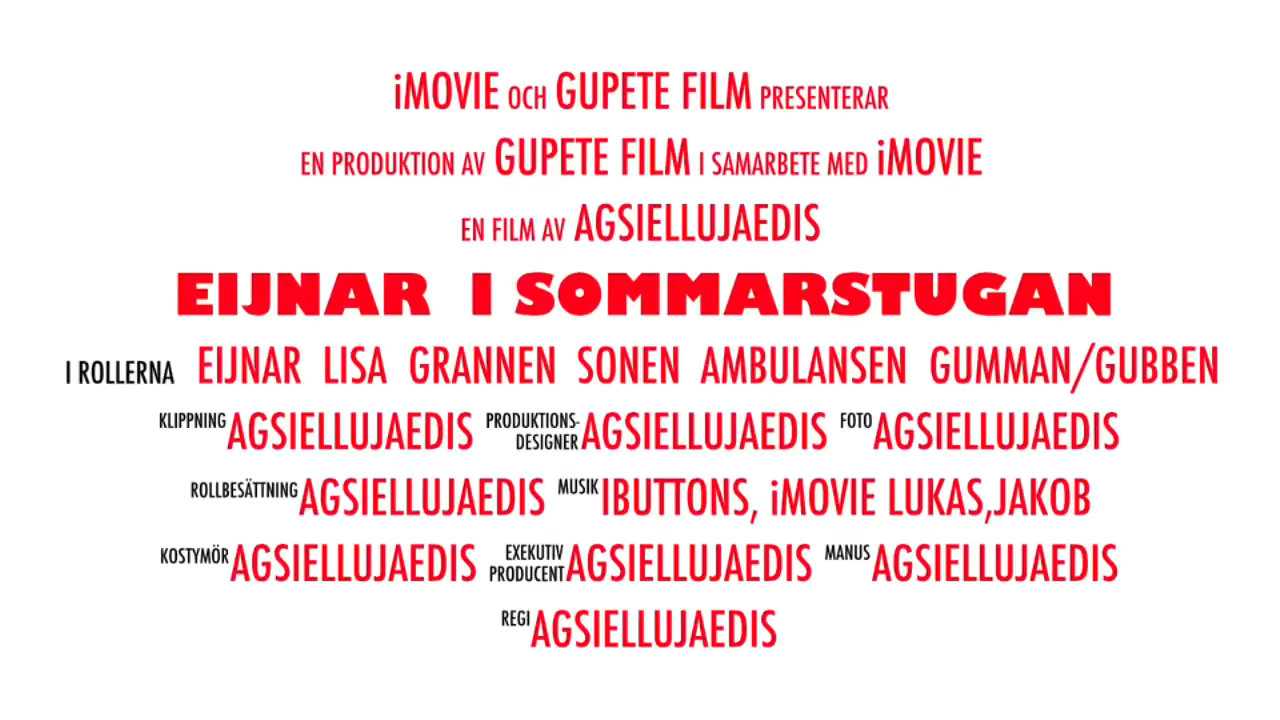 iMOVIE OCH GUPETE FILM PRESENTERAR
EN PRODUKTION AV GUPETE FILM I SAMARBETE MED iMOVIE
EN FILM AV AGSIELLUJAEDIS
EIJNAR I SOMMARSTUGAN
I ROLLERNA EIJNAR LISA GRANNEN SONEN AMBULANSEN GUMMAN/GUBBEN
KLIPPNING AGSIELLUJAEDIS PRODUKTIONS-DESIGNER AGSIELLUJAEDIS FOTO AGSIELLUJAEDIS
ROLLBESÄTTNING AGSIELLUJAEDIS MUSIK IBUTTONS, iMOVIE LUKAS,JAKOB
KOSTYMÖR AGSIELLUJAEDIS EXEKUTIV PRODUCENT AGSIELLUJAEDIS MANUS AGSIELLUJAEDIS
REGI AGSIELLUJAEDIS